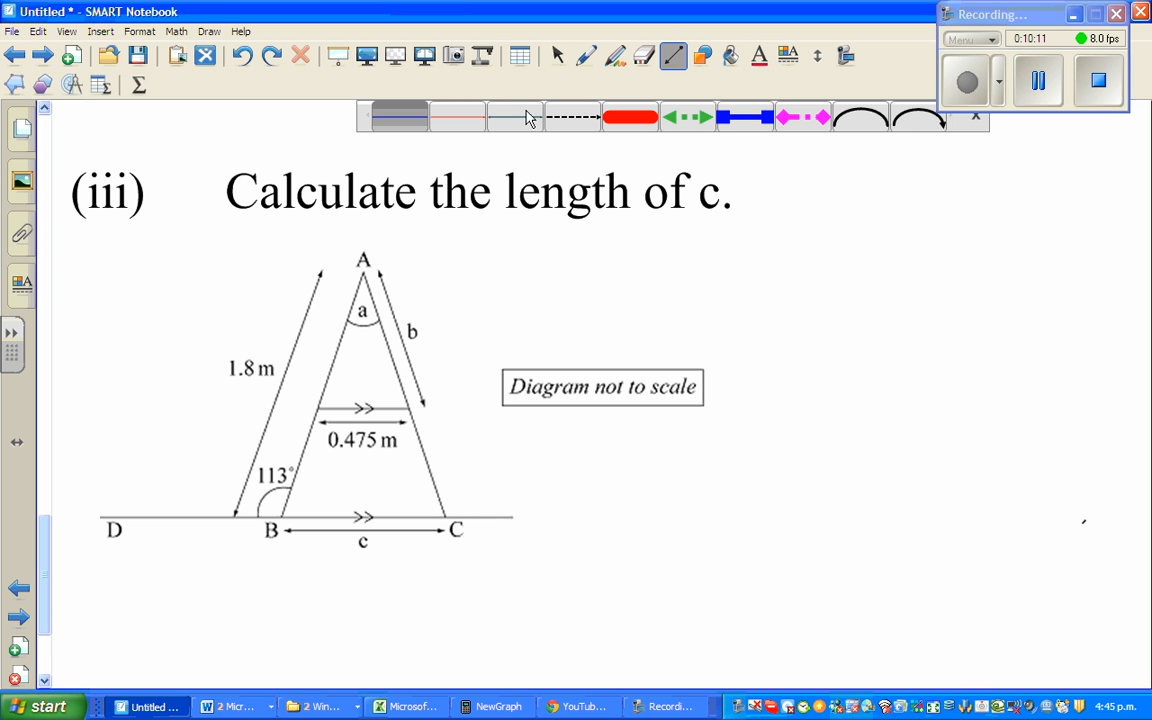 Untitled * - SMART Notebook
Recording...
File Edit View Insert Format Math Draw Help
Menu 0:10:11 8.0 fps
(iii) Calculate the length of c.
A
a
b
1.8 m
Diagram not to scale
0.475 m
113°
D B C
c
start Untitled ... 2 Micr... 2 Win... Microsof... NewGraph YouTub... Recordi... 4:45 p.m.